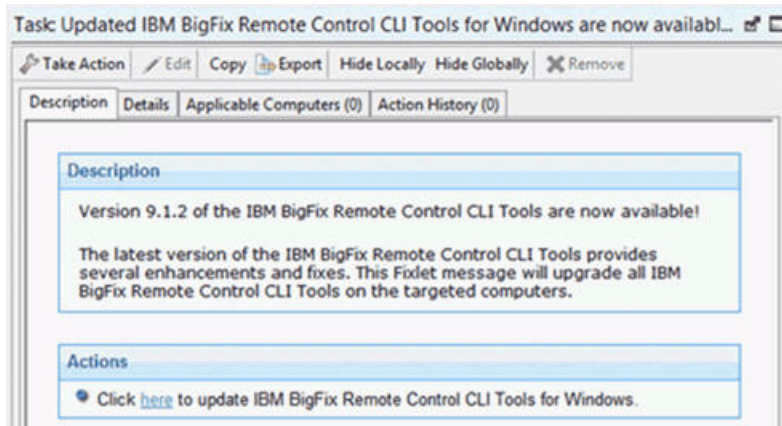 Task: Updated IBM BigFix Remote Control CLI Tools for Windows are now availabl...
Take Action Edit Copy Export Hide Locally Hide Globally Remove
Description Details Applicable Computers (0) Action History (0)
Description
Version 9.1.2 of the IBM BigFix Remote Control CLI Tools are now available!
The latest version of the IBM BigFix Remote Control CLI Tools provides
several enhancements and fixes. This Fixlet message will upgrade all IBM
BigFix Remote Control CLI Tools on the targeted computers.
Actions
Click here to update IBM BigFix Remote Control CLI Tools for Windows.